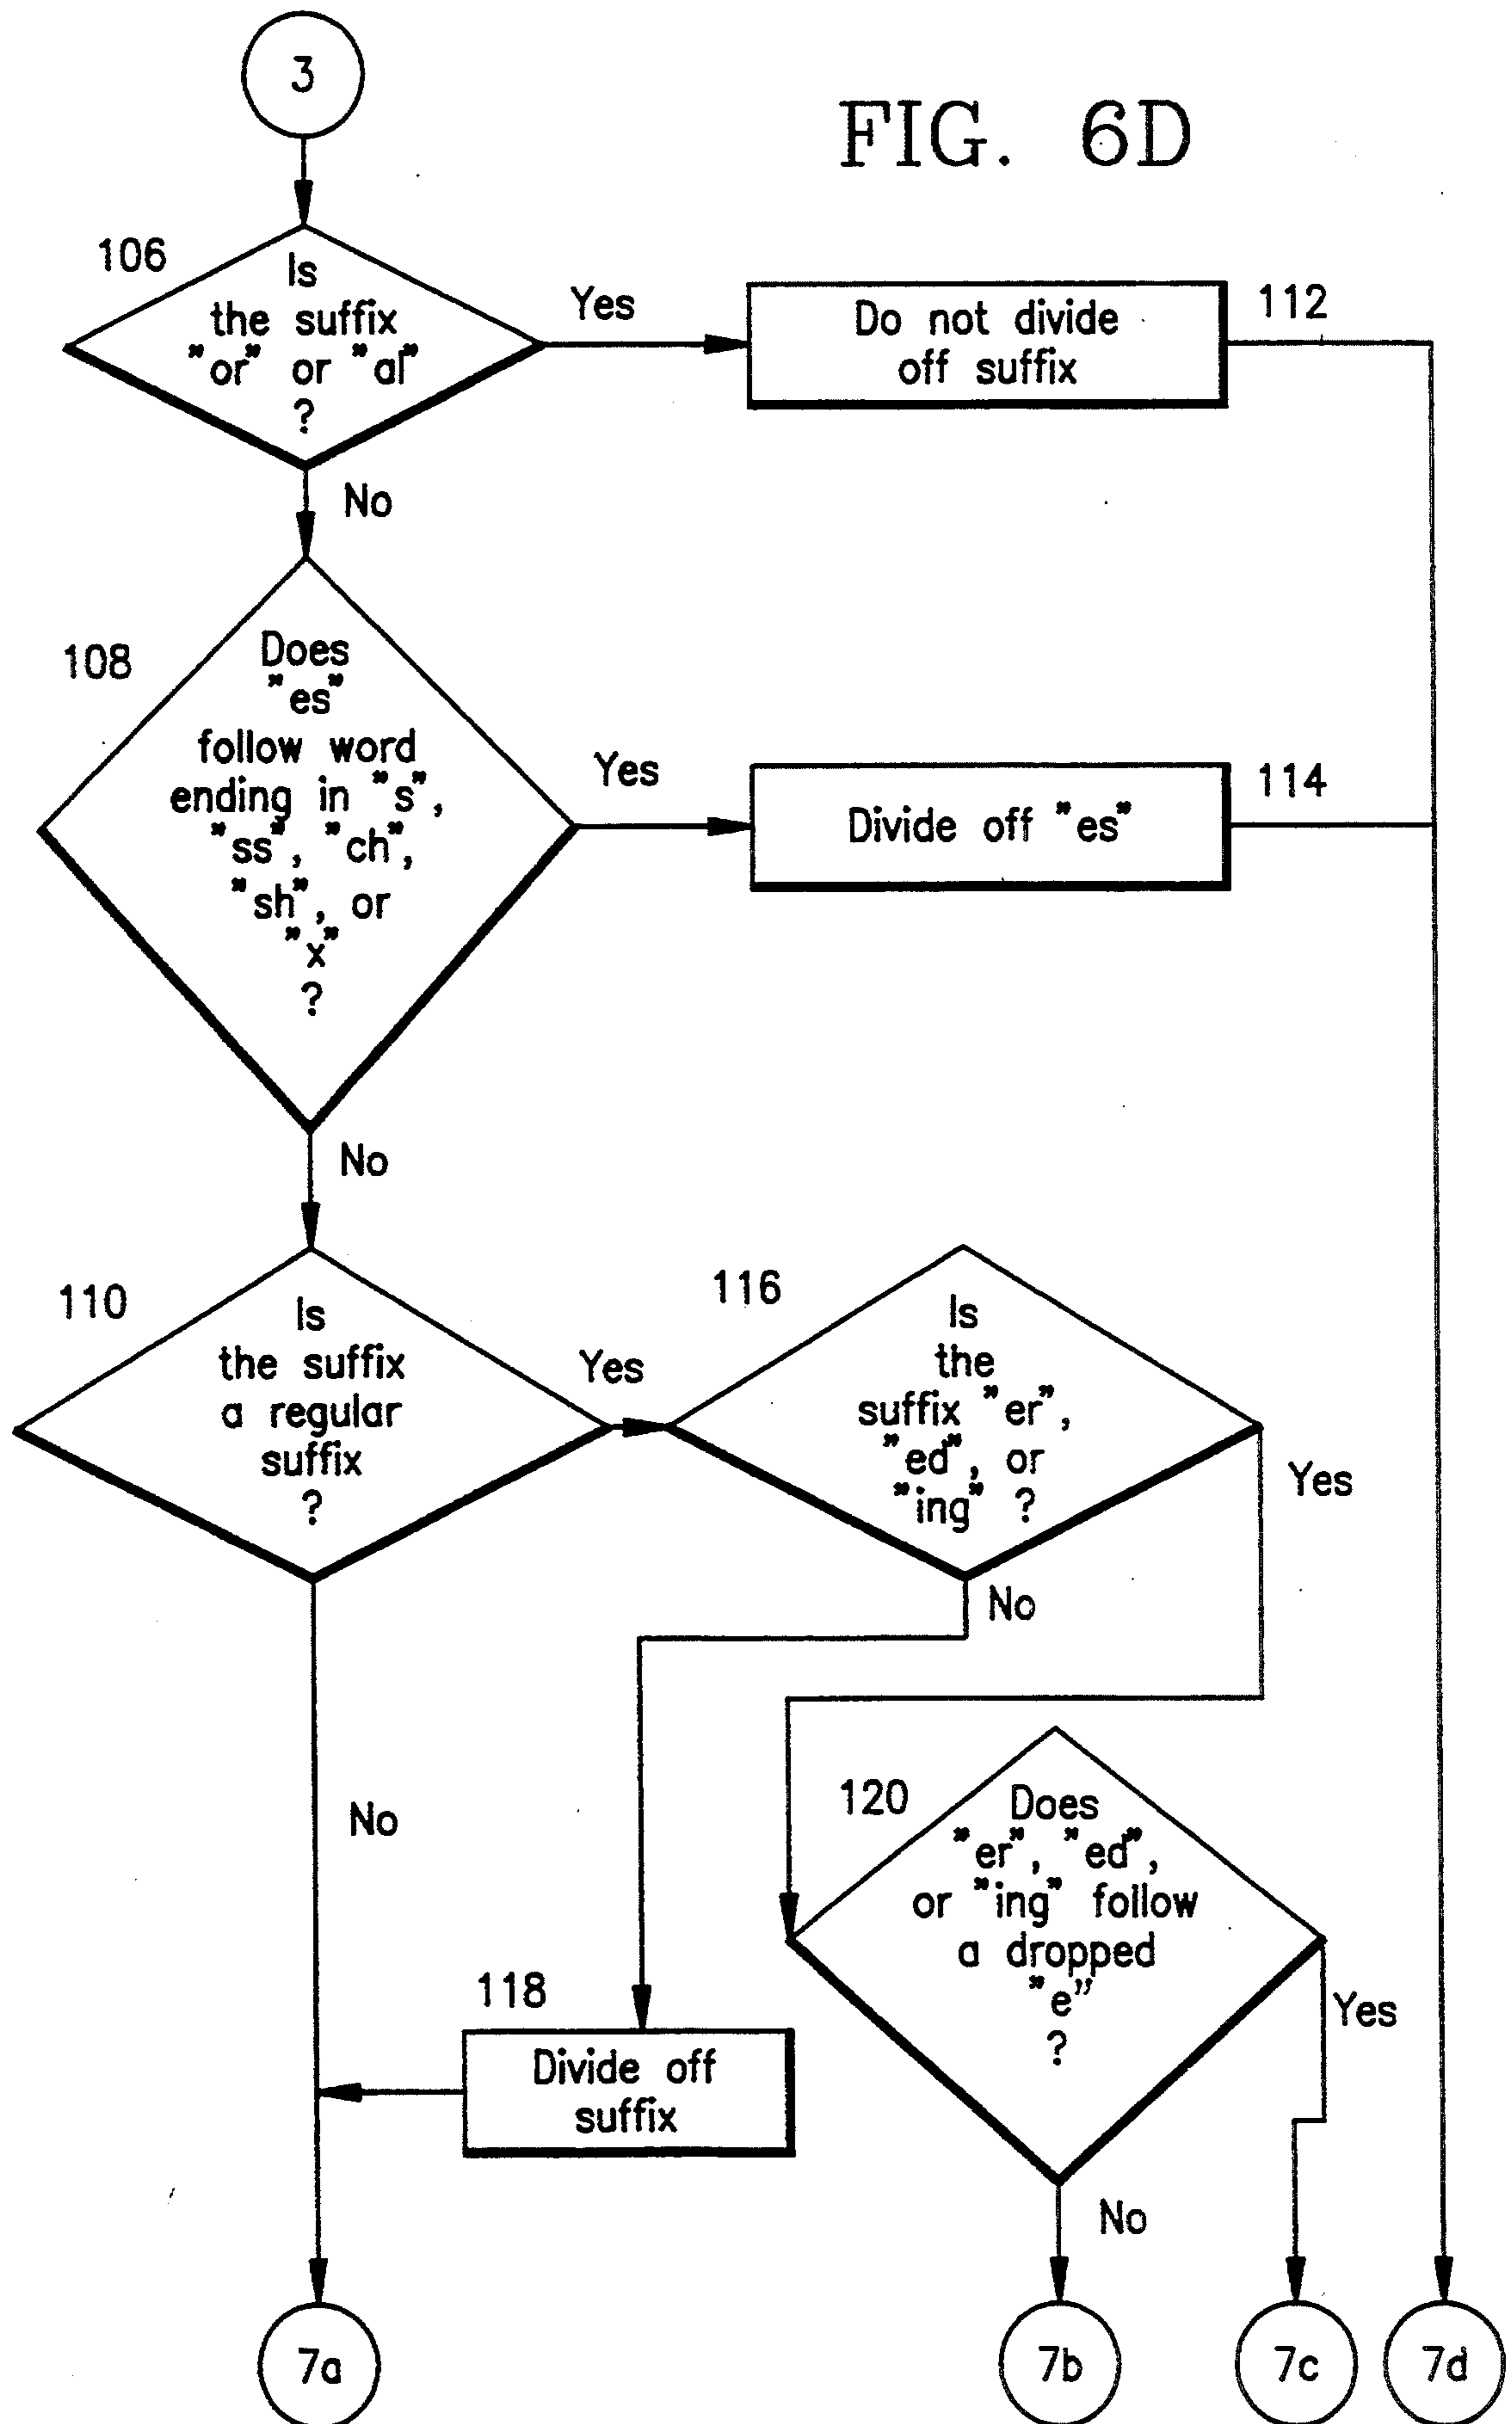 3
FIG. 6D
106
Is
the suffix
"or" or "al"
?
Yes
Do not divide
off suffix
112
No
108
Does
"es"
follow word
ending in "s",
"ss", "ch",
"sh", or
"x"
?
Yes
Divide off "es"
114
No
110
Is
the suffix
a regular
suffix
?
Yes
116
Is
the
suffix "er",
"ed", or
"ing" ?
Yes
No
No
120
Does
"er", "ed",
or "ing" follow
a dropped
"e"
?
Yes
118
Divide off
suffix
No
7a
7b
7c
7d